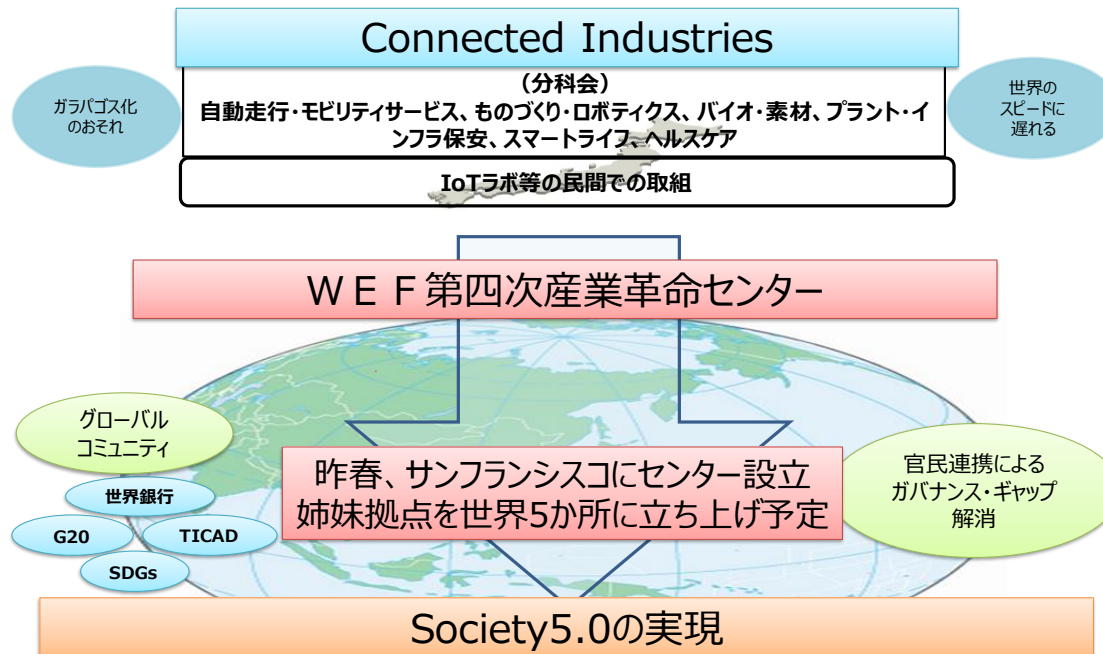 Connected Industries
ガラパゴス化
のおそれ
（分科会）
自動走行・モビリティサービス、ものづくり・ロボティクス、バイオ・素材、プラント・イ
ンフラ保安、スマートライフ、ヘルスケア
世界の
スピードに
遅れる
IoTラボ等の民間での取組
ＷＥＦ第四次産業革命センター
グローバル
コミュニティ
世界銀行
G20
TICAD
SDGs
昨春、サンフランシスコにセンター設立
姉妹拠点を世界5か所に立ち上げ予定
官民連携による
ガバナンス・ギャップ
解消
Society5.0の実現